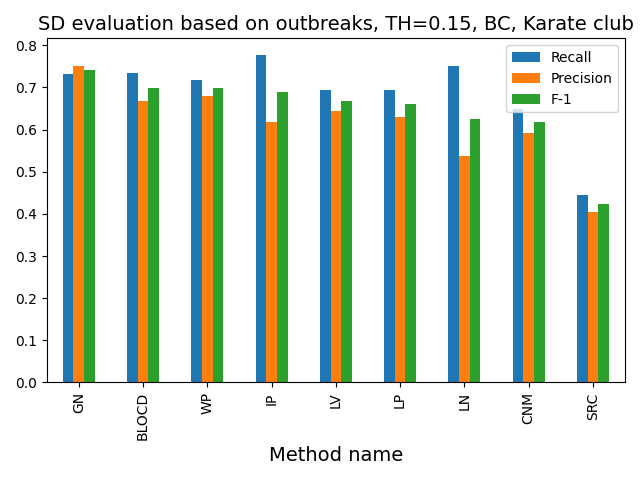 SD evaluation based on outbreaks, TH=0.15, BC, Karate club
0.8
0.7
0.6
0.5
0.4
0.3
0.2
0.1
0.0
Recall
Precision
F-1
GN
BLOCD
WP
IP
LV
LP
LN
CNM
SRC
Method name